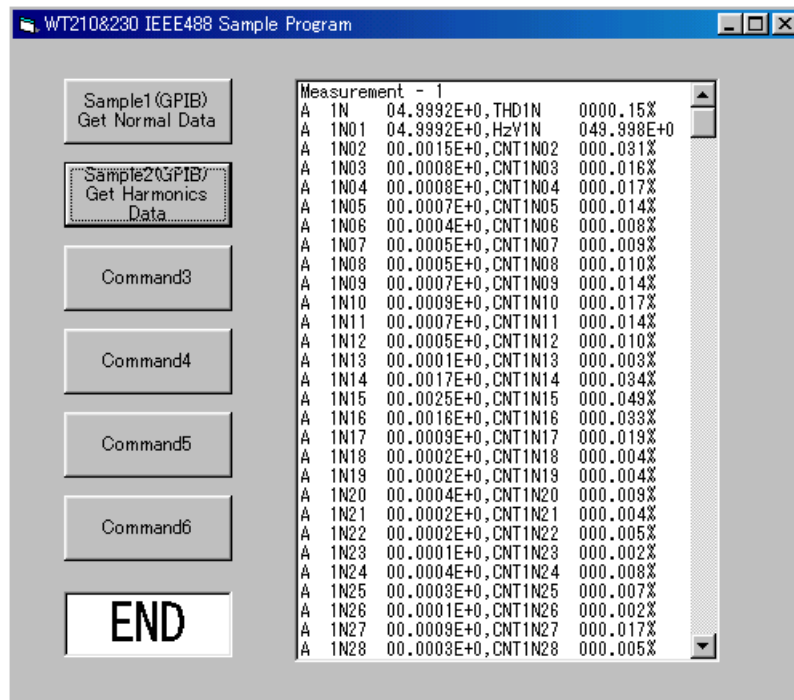 WT210&230 IEEE488 Sample Program
Sample1(GPIB)
Get Normal Data
Sample2(GPIB)
Get Harmonics
Data
Command3
Command4
Command5
Command6
END
Measurement - 1
A 1N 04.9992E+0,THD1N 0000.15%
A 1N01 04.9992E+0,HzV1N 049.998E+0
A 1N02 00.0015E+0,CNT1N02 000.031%
A 1N03 00.0008E+0,CNT1N03 000.016%
A 1N04 00.0008E+0,CNT1N04 000.017%
A 1N05 00.0007E+0,CNT1N05 000.014%
A 1N06 00.0004E+0,CNT1N06 000.008%
A 1N07 00.0005E+0,CNT1N07 000.009%
A 1N08 00.0005E+0,CNT1N08 000.010%
A 1N09 00.0007E+0,CNT1N09 000.014%
A 1N10 00.0009E+0,CNT1N10 000.017%
A 1N11 00.0007E+0,CNT1N11 000.014%
A 1N12 00.0005E+0,CNT1N12 000.010%
A 1N13 00.0001E+0,CNT1N13 000.003%
A 1N14 00.0017E+0,CNT1N14 000.034%
A 1N15 00.0025E+0,CNT1N15 000.049%
A 1N16 00.0016E+0,CNT1N16 000.033%
A 1N17 00.0009E+0,CNT1N17 000.019%
A 1N18 00.0002E+0,CNT1N18 000.004%
A 1N19 00.0002E+0,CNT1N19 000.004%
A 1N20 00.0004E+0,CNT1N20 000.009%
A 1N21 00.0002E+0,CNT1N21 000.004%
A 1N22 00.0002E+0,CNT1N22 000.005%
A 1N23 00.0001E+0,CNT1N23 000.002%
A 1N24 00.0004E+0,CNT1N24 000.008%
A 1N25 00.0003E+0,CNT1N25 000.007%
A 1N26 00.0001E+0,CNT1N26 000.002%
A 1N27 00.0009E+0,CNT1N27 000.017%
A 1N28 00.0003E+0,CNT1N28 000.005%